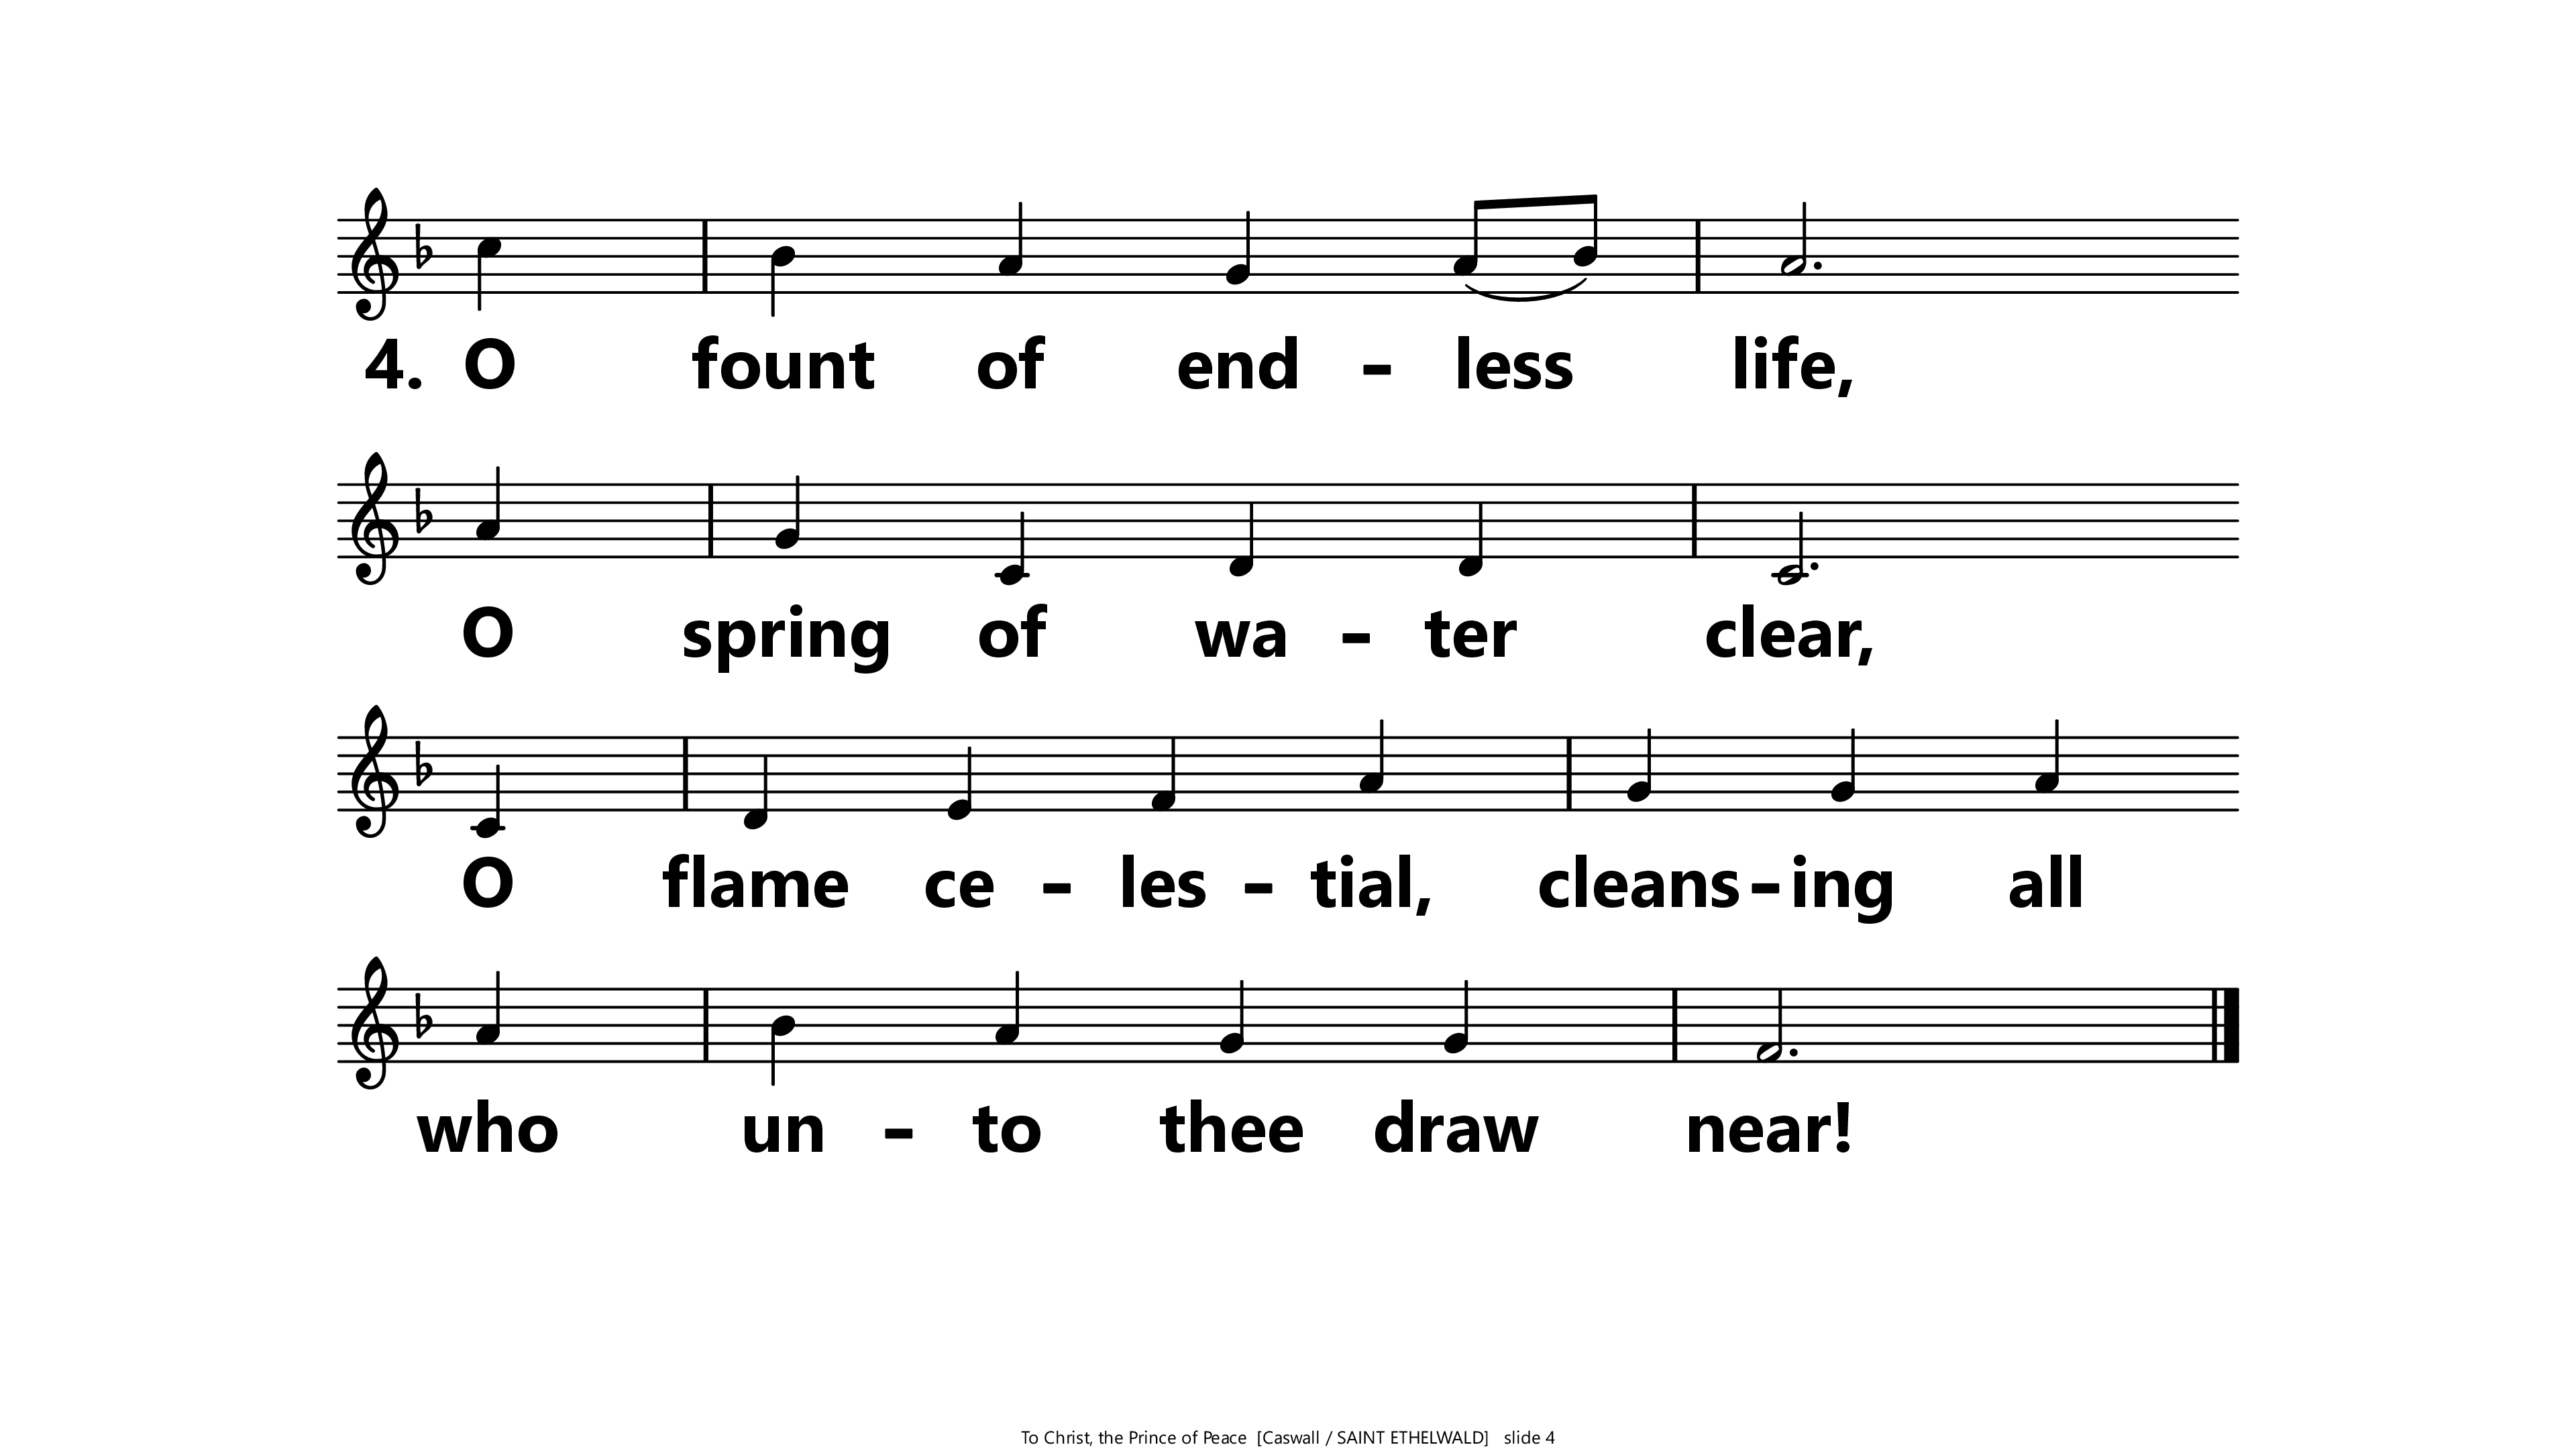 4. O fount of end - less life,
O spring of wa - ter clear,
O flame ce - les - tial, cleans - ing all
who un - to thee draw near!
To Christ, the Prince of Peace [Caswall / SAINT ETHELWALD] slide 4